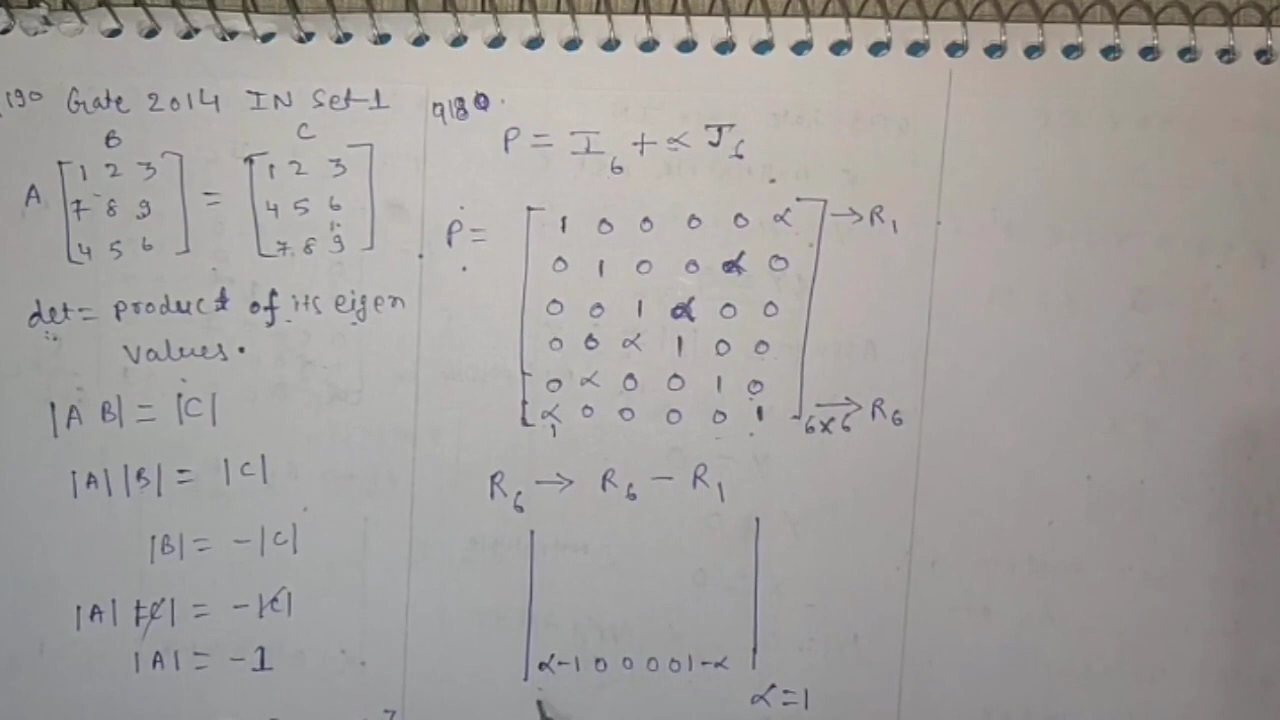 190 Gate 2014 IN Set-1
B C
A [1 2 3 = [1 2 3
7 8 9 4 5 6
4 5 6] 7 8 9]
det = product of its eigen
values.
|A B| = |C|
|A| |B| = |C|
|B| = -|C|
|A| |C| = -|C|
|A| = -1
P = I₆ + α J₆
P = [1 0 0 0 0 α] → R₁
0 1 0 0 α 0
0 0 1 α 0 0
0 0 α 1 0 0
0 α 0 0 1 0
α 0 0 0 0 1 6×6 → R₆
1
R₆ → R₆ - R₁
|α-1 0 0 0 0 1-α|
α = 1